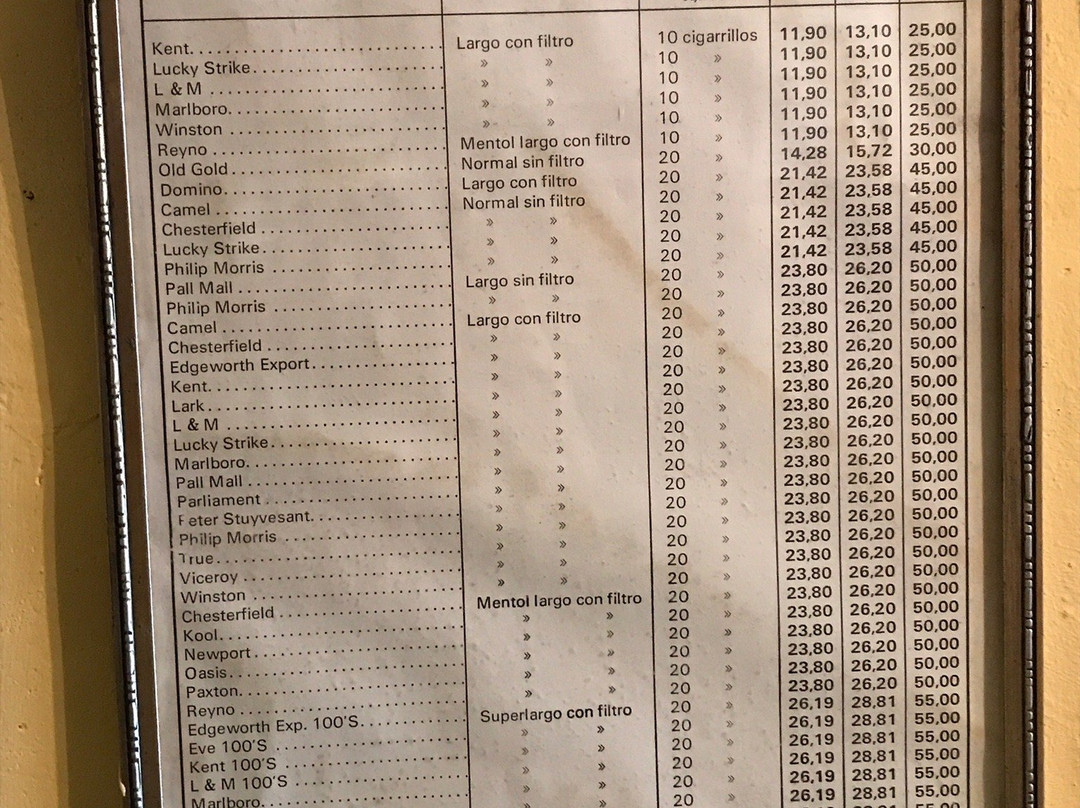 Kent Largo con filtro 10 cigarrillos 11,90 13,10 25,00
Lucky Strike » » 10 » 11,90 13,10 25,00
L & M » » 10 » 11,90 13,10 25,00
Marlboro » » 10 » 11,90 13,10 25,00
Winston » » 10 » 11,90 13,10 25,00
Reyno Mentol largo con filtro 10 » 11,90 13,10 25,00
Old Gold Normal sin filtro 20 » 14,28 15,72 30,00
Domino Largo con filtro 20 » 21,42 23,58 45,00
Camel Normal sin filtro 20 » 21,42 23,58 45,00
Chesterfield » » 20 » 21,42 23,58 45,00
Lucky Strike » » 20 » 21,42 23,58 45,00
Philip Morris » » 20 » 21,42 23,58 45,00
Pall Mall Largo sin filtro 20 » 23,80 26,20 50,00
Philip Morris » » 20 » 23,80 26,20 50,00
Camel Largo con filtro 20 » 23,80 26,20 50,00
Chesterfield » » 20 » 23,80 26,20 50,00
Edgeworth Export » » 20 » 23,80 26,20 50,00
Kent » » 20 » 23,80 26,20 50,00
Lark » » 20 » 23,80 26,20 50,00
L & M » » 20 » 23,80 26,20 50,00
Lucky Strike » » 20 » 23,80 26,20 50,00
Marlboro » » 20 » 23,80 26,20 50,00
Pall Mall » » 20 » 23,80 26,20 50,00
Parliament » » 20 » 23,80 26,20 50,00
Peter Stuyvesant » » 20 » 23,80 26,20 50,00
Philip Morris » » 20 » 23,80 26,20 50,00
True » » 20 » 23,80 26,20 50,00
Viceroy » » 20 » 23,80 26,20 50,00
Winston » » 20 » 23,80 26,20 50,00
Chesterfield Mentol largo con filtro 20 » 23,80 26,20 50,00
Kool » » 20 » 23,80 26,20 50,00
Newport » » 20 » 23,80 26,20 50,00
Oasis » » 20 » 23,80 26,20 50,00
Paxton » » 20 » 23,80 26,20 50,00
Reyno » » 20 » 23,80 26,20 50,00
Edgeworth Exp. 100'S Superlargo con filtro 20 » 26,19 28,81 55,00
Eve 100'S » » 20 » 26,19 28,81 55,00
Kent 100'S » » 20 » 26,19 28,81 55,00
L & M 100'S » » 20 » 26,19 28,81 55,00
Marlboro » » 20 » 26,19 28,81 55,00